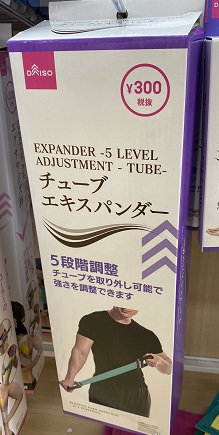 DAISO
¥300
税抜
EXPANDER -5 LEVEL
ADJUSTMENT - TUBE-
チューブ
エキスパンダー
5段階調整
チューブを取り外し可能で
強さを調整できます